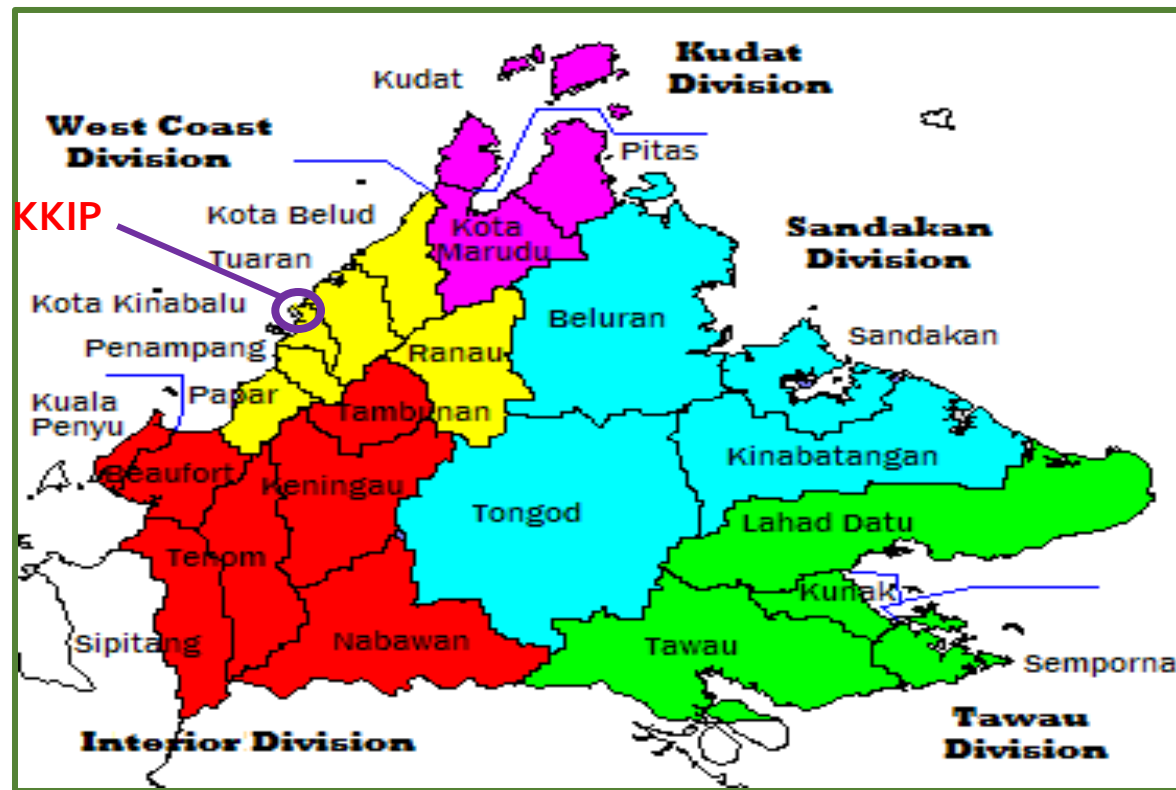 Kudat
Kudat
Division
West Coast
Division
Pitas
KKIP
Kota Belud
Kota
Marudu
Sandakan
Division
Tuaran
Kota Kinabalu
Beluran
Sandakan
Penampang
Ranau
Papar
Kuala
Penyu
Tambunan
Beaufort
Keningau
Kinabatangan
Tongod
Lahad Datu
Tenom
Kunak
Sipitang
Nabawan
Tawau
Semporna
Interior Division
Tawau
Division